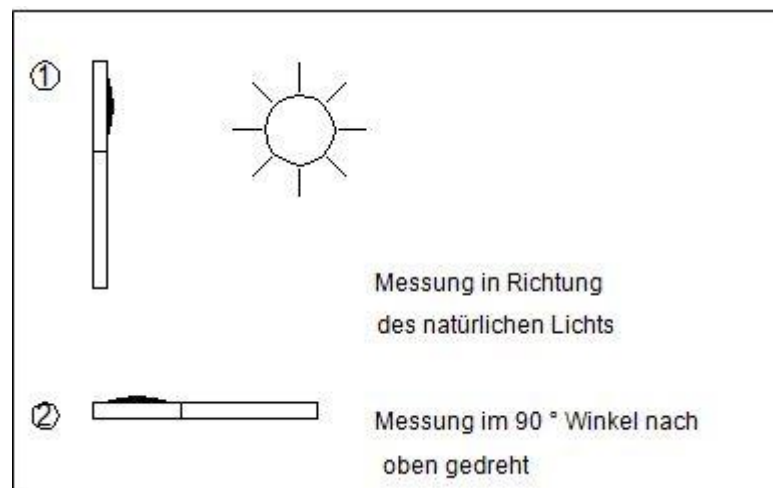 ①
Messung in Richtung
des natürlichen Lichts
②
Messung im 90 ° Winkel nach
oben gedreht